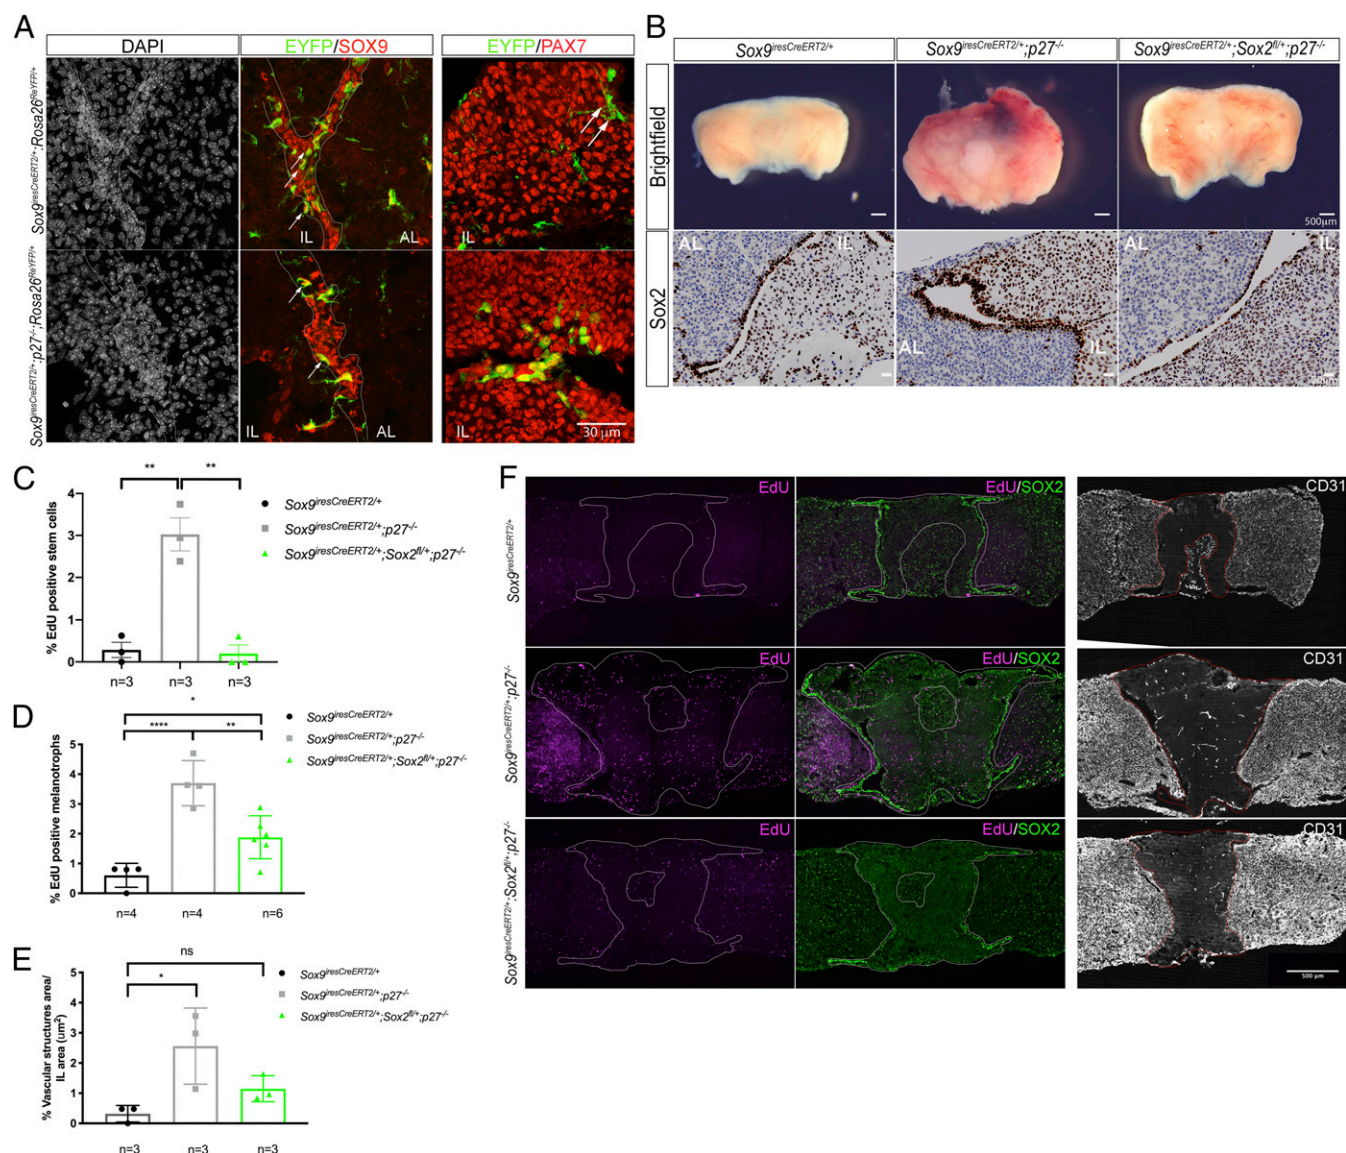 A
DAPI
EYFP/SOX9
EYFP/PAX7
Sox9iresCreERT2/+;Rosa26ReYFP/+
IL
AL
IL
Sox9iresCreERT2/+;p27-/-;Rosa26ReYFP/+
IL
AL
IL
30 µm
B
Sox9iresCreERT2/+
Sox9iresCreERT2/+;p27-/-
Sox9iresCreERT2/+;Sox2fl/+;p27-/-
Brightfield
500µm
Sox2
AL
IL
AL
IL
AL
IL
C
** **
% EdU positive stem cells
4
3
2
1
0
n=3 n=3 n=3
Sox9iresCreERT2/+
Sox9iresCreERT2/+;p27-/-
Sox9iresCreERT2/+;Sox2fl/+;p27-/-
D
*
**** **
% EdU positive melanotrophs
5
4
3
2
1
0
n=4 n=4 n=6
Sox9iresCreERT2/+
Sox9iresCreERT2/+;p27-/-
Sox9iresCreERT2/+;Sox2fl/+;p27-/-
E
ns
*
% Vascular structures area/
IL area (um2)
5
4
3
2
1
0
n=3 n=3 n=3
Sox9iresCreERT2/+
Sox9iresCreERT2/+;p27-/-
Sox9iresCreERT2/+;Sox2fl/+;p27-/-
F
Sox9iresCreERT2/+
EdU
EdU/SOX2
CD31
Sox9iresCreERT2/+;p27-/-
EdU
EdU/SOX2
CD31
Sox9iresCreERT2/+;Sox2fl/+;p27-/-
EdU
EdU/SOX2
CD31
500 µm